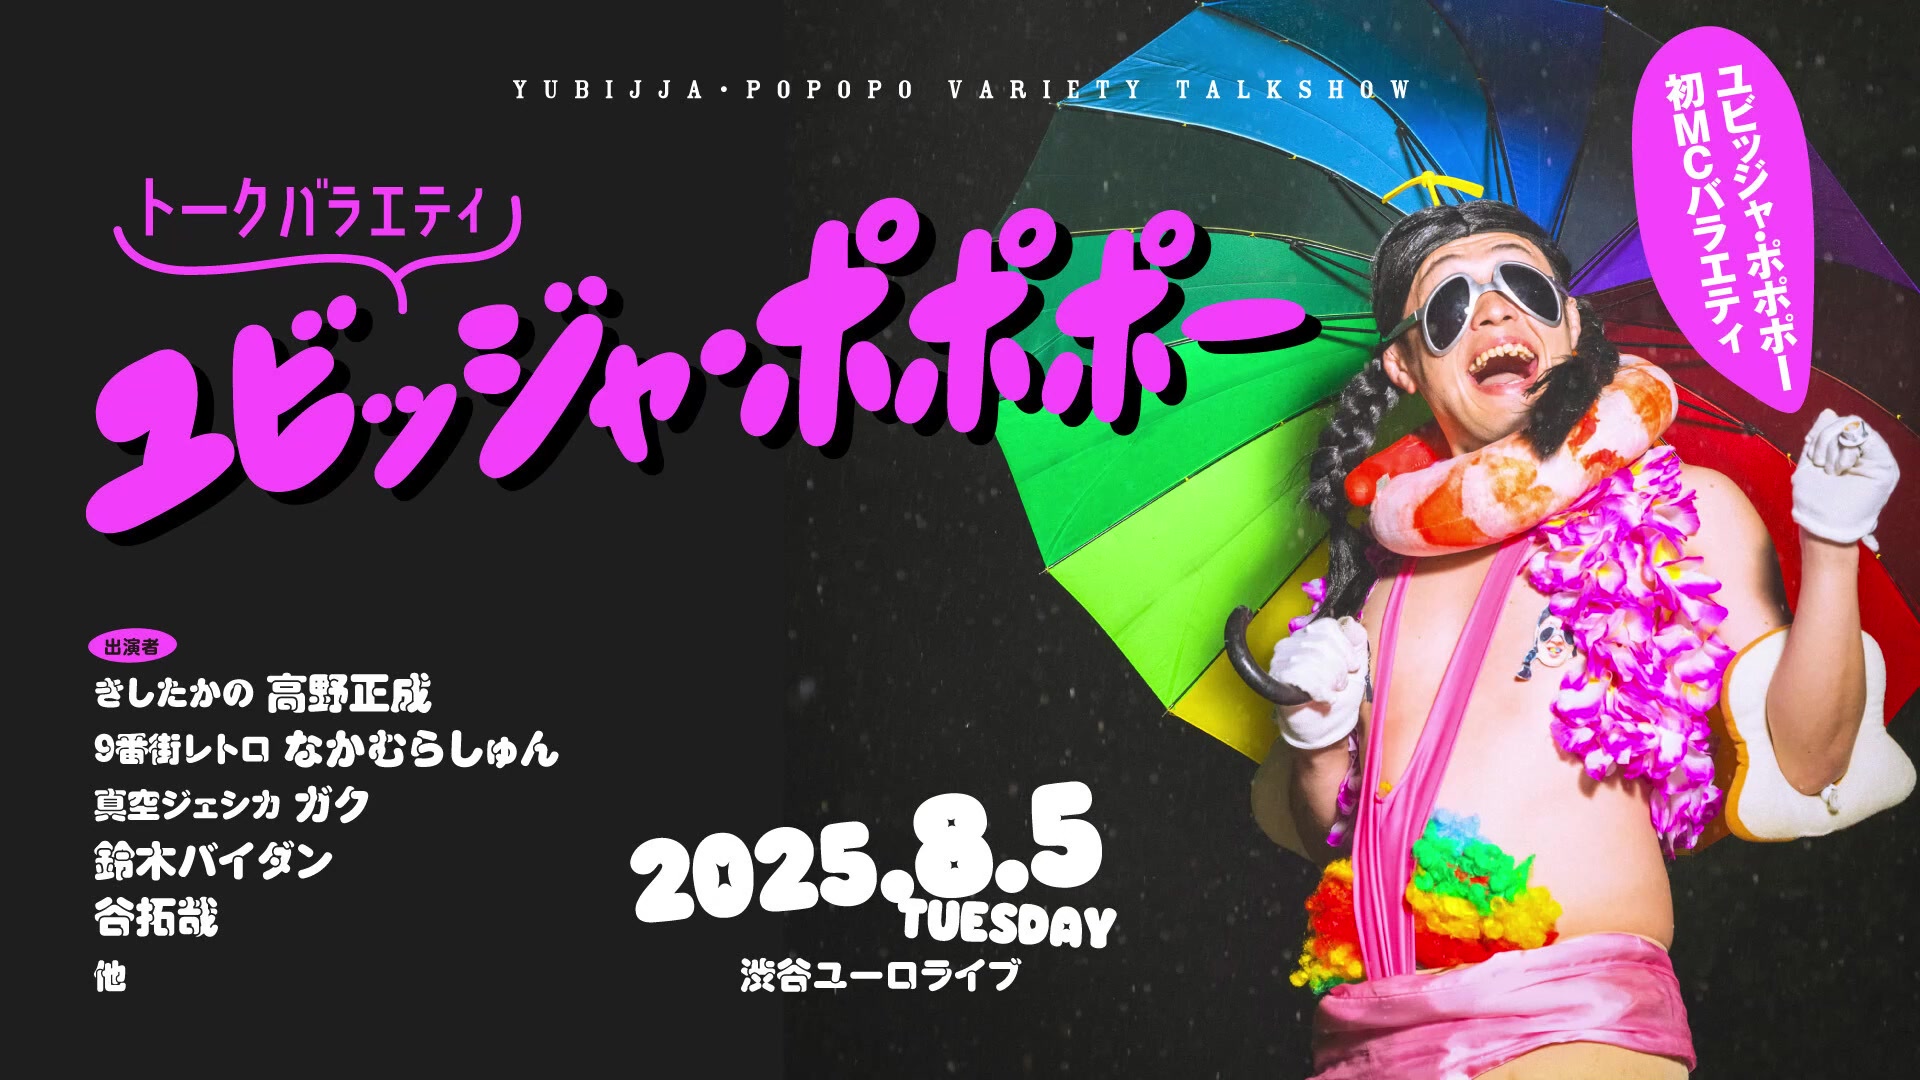 YUBIJJA・POPOPO VARIETY TALKSHOW
トークバラエティ
ユビッジャ・ポポポー
ユビッジャ・ポポポー
初MCバラエティ
出演者
きしたかの 高野正成
9番街レトロ なかむらしゅん
真空ジェシカ ガク
鈴木バイダン
谷拓哉
他
2025.8.5
TUESDAY
渋谷ユーロライブ